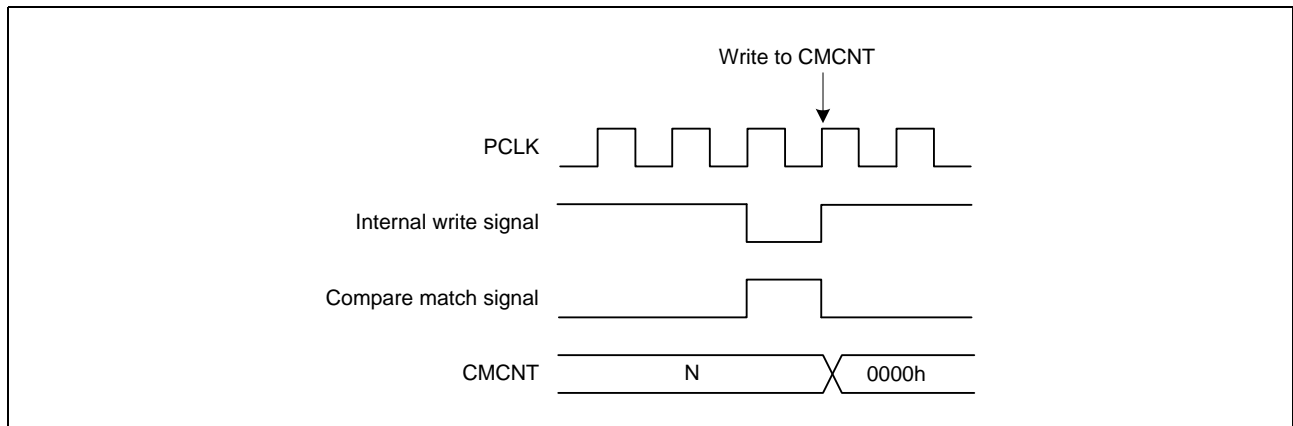 Write to CMCNT
PCLK
Internal write signal
Compare match signal
CMCNT N 0000h